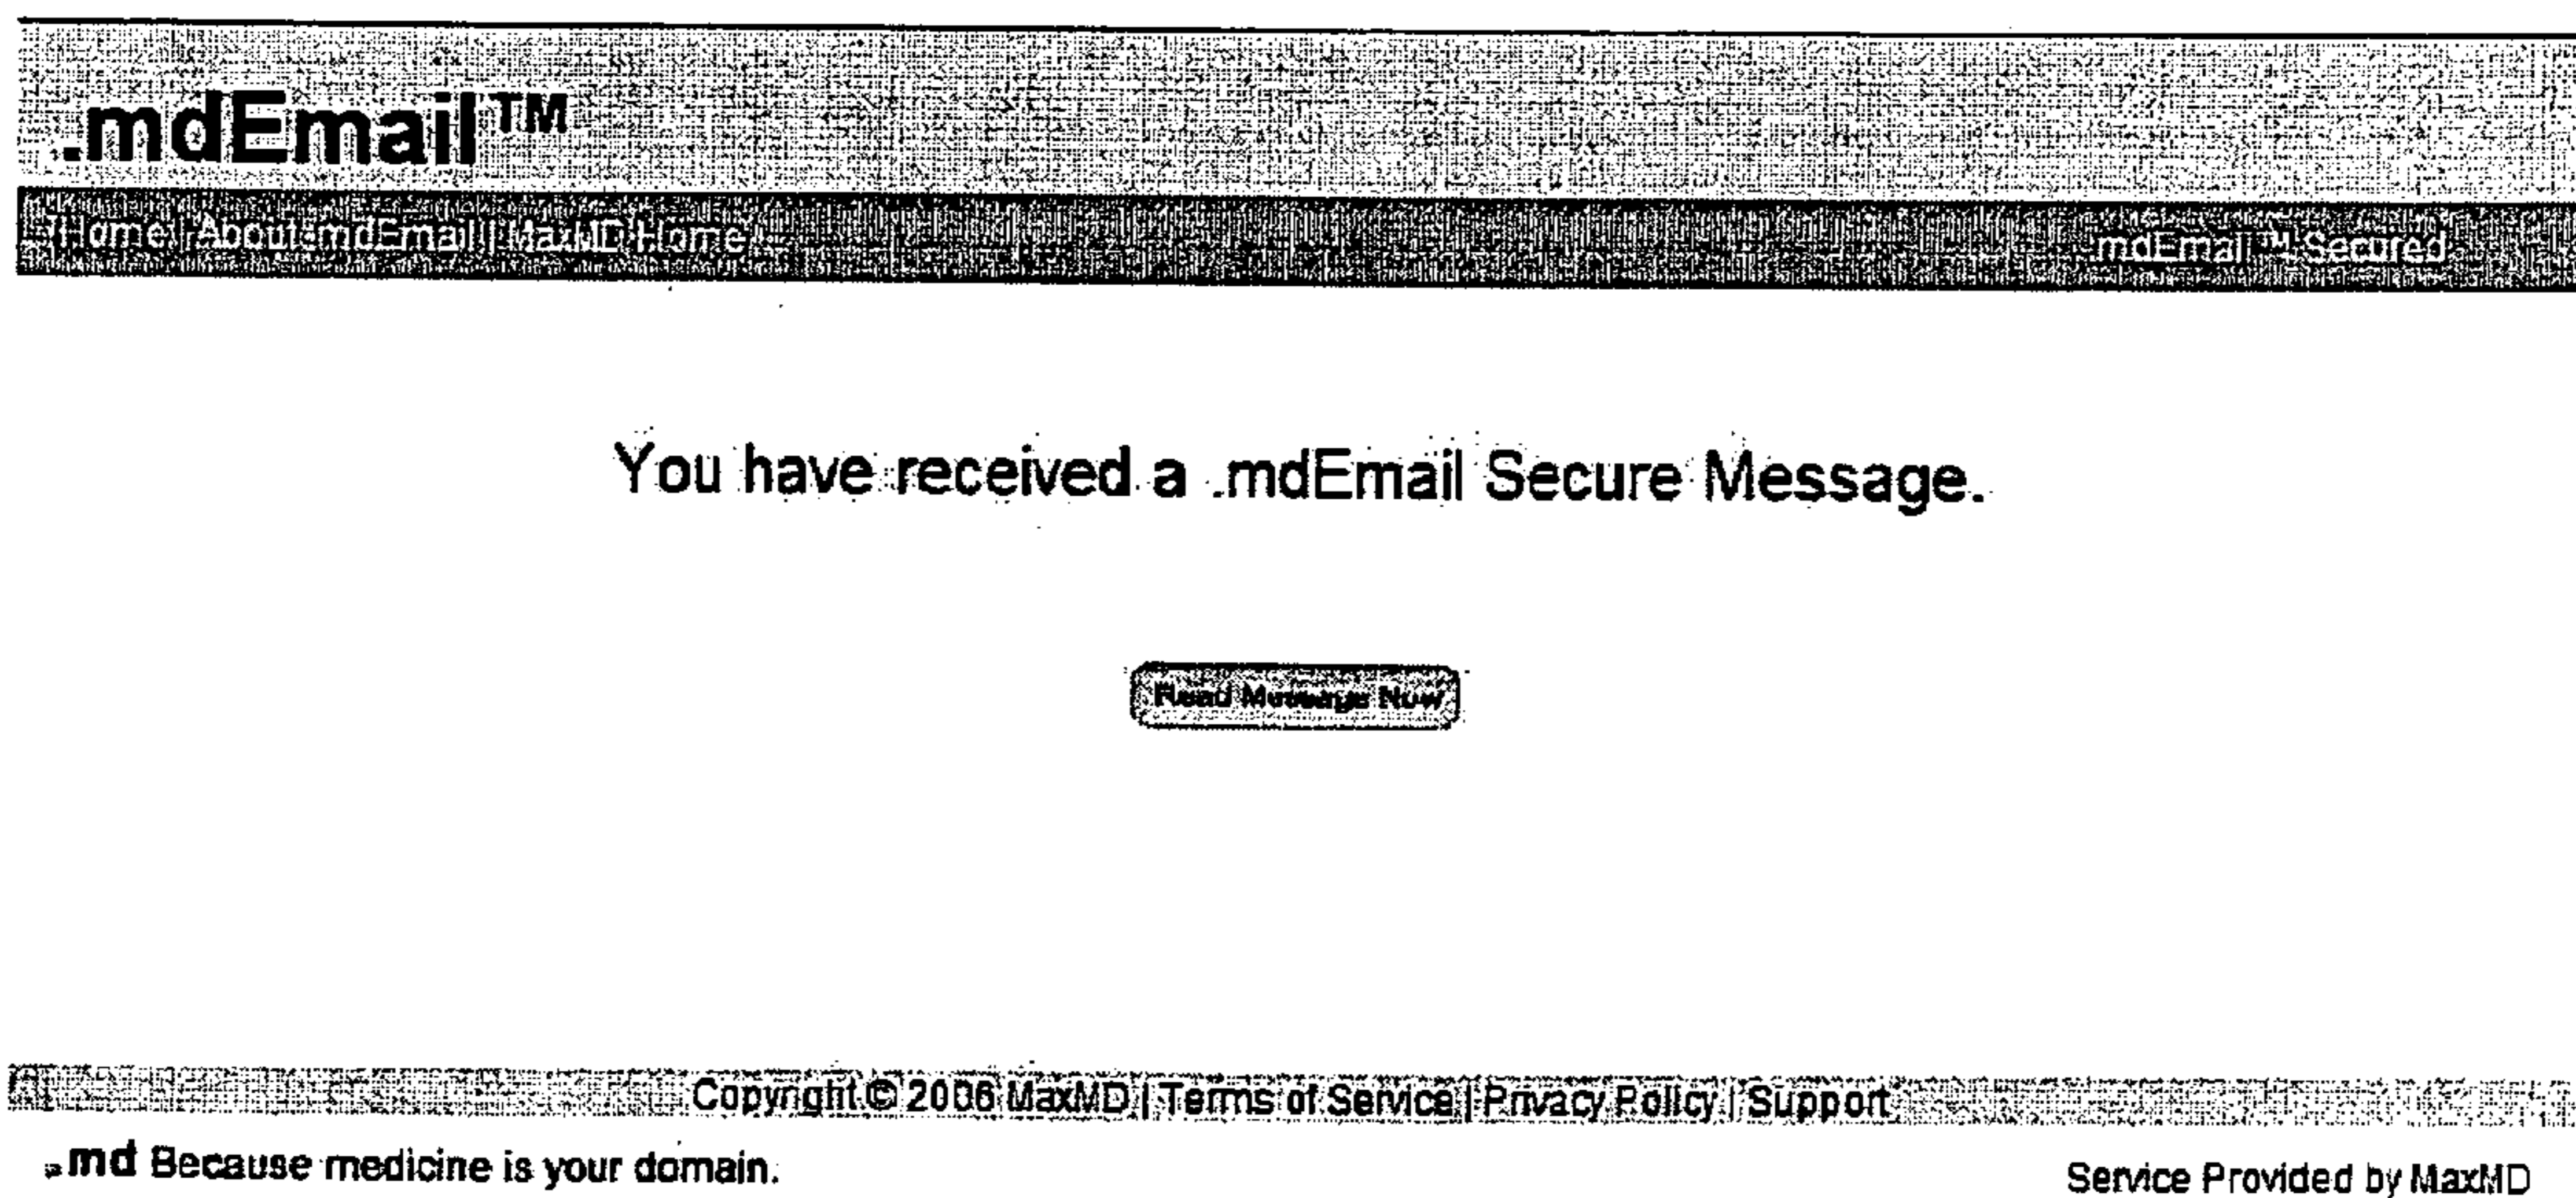 .mdEmail™
Home | About .mdEmail | MaxMD Home
.mdEmail™ Secured
You have received a .mdEmail Secure Message.
Read Message Now
Copyright © 2006 MaxMD | Terms of Service | Privacy Policy | Support
.md Because medicine is your domain.
Service Provided by MaxMD